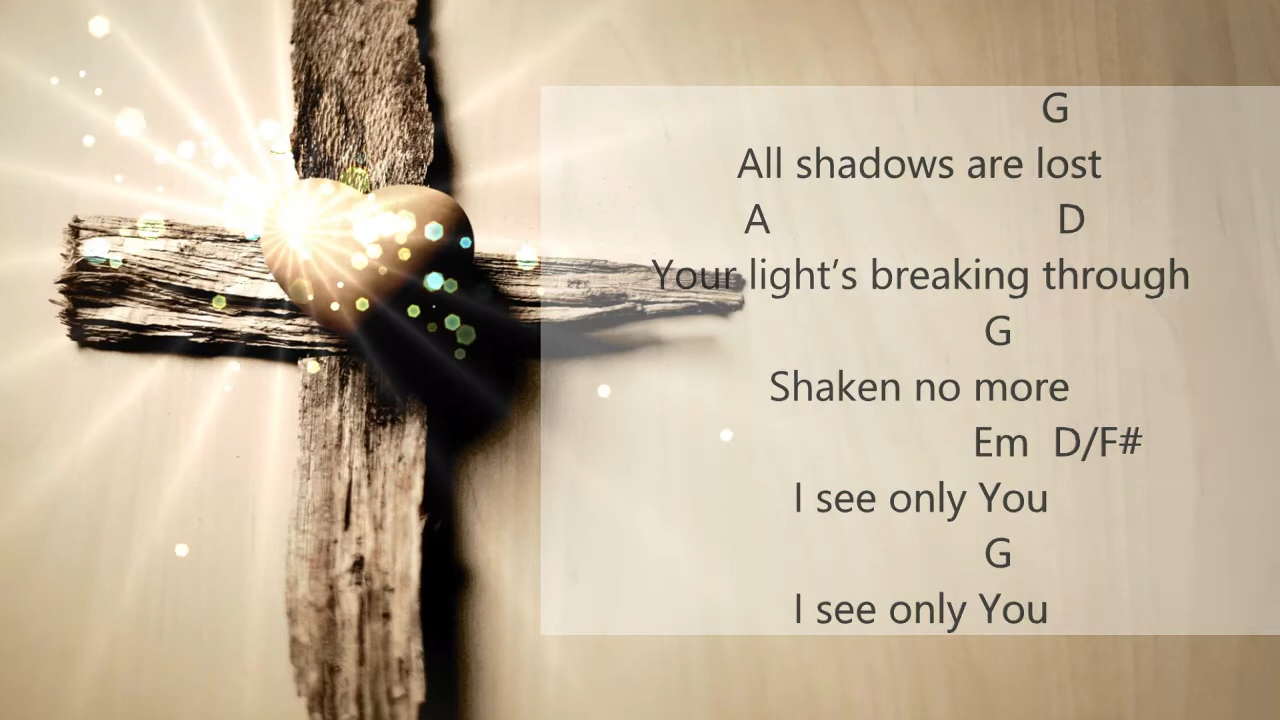 G
All shadows are lost
A D
Your light’s breaking through
G
Shaken no more
Em D/F#
I see only You
G
I see only You